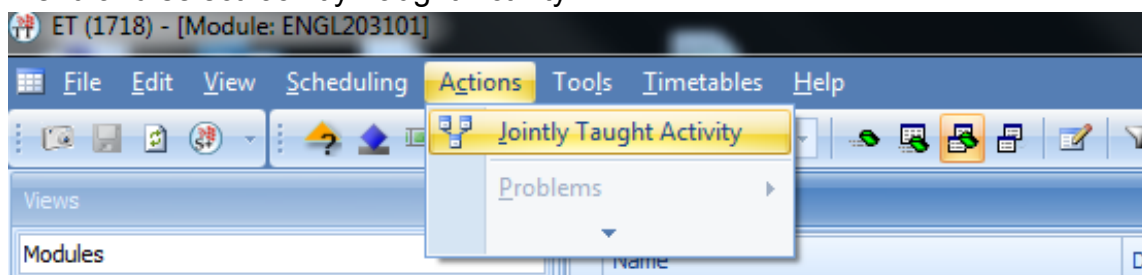 ET (1718) - [Module: ENGL203101]
File Edit View Scheduling Actions Tools Timetables Help
Jointly Taught Activity
Problems
Views
Modules
Name